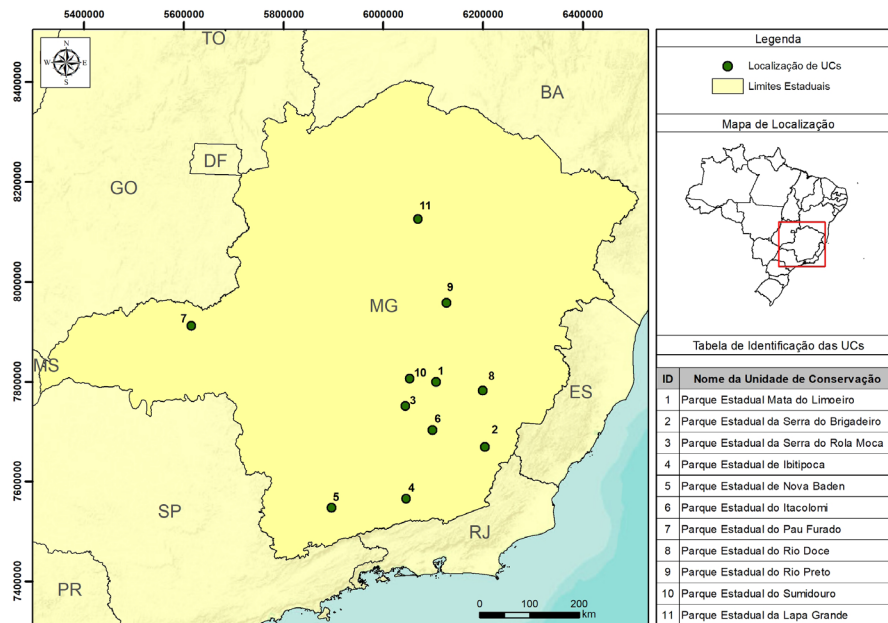 5400000 5600000 5800000 6000000 6200000 6400000
N
W E
S
TO
BA
DF
GO
MG
MS
ES
SP
RJ
PR
8400000
8200000
8000000
7800000
7600000
7400000
11
9
7
10
1
8
3
6
2
4
5
0 100 200
km
Legenda
Localização de UCs
Limites Estaduais
Mapa de Localização
Tabela de Identificação das UCs
ID Nome da Unidade de Conservação
1 Parque Estadual Mata do Limoeiro
2 Parque Estadual da Serra do Brigadeiro
3 Parque Estadual da Serra do Rola Moca
4 Parque Estadual de Ibitipoca
5 Parque Estadual de Nova Baden
6 Parque Estadual do Itacolomi
7 Parque Estadual do Pau Furado
8 Parque Estadual do Rio Doce
9 Parque Estadual do Rio Preto
10 Parque Estadual do Sumidouro
11 Parque Estadual da Lapa Grande